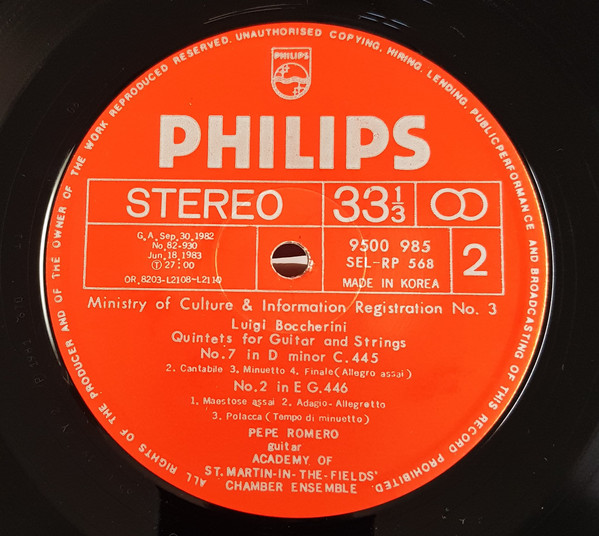 ALL RIGHTS OF THE PRODUCER AND OF THE OWNER OF THE WORK REPRODUCED RESERVED. UNAUTHORISED COPYING, HIRING, LENDING, PUBLIC PERFORMANCE AND BROADCASTING OF THIS RECORD PROHIBITED.
PHILIPS
PHILIPS
STEREO
33 1/3
G.A. Sep.30.1982
No.82-930
Jun.18.1983
Ⓣ 27:00
OR.8203-L2108~L2110
9500 985
SEL-RP 568
MADE IN KOREA
2
Ministry of Culture & Information Registration No. 3
Luigi Boccherini
Quintets for Guitar and Strings
No.7 in D minor C.445
2. Cantabile 3. Minuetto 4. Finale(Allegro assai)
No.2 in E G.446
1. Maestose assai 2. Adagio-Allegretto
3. Polacca (Tempo di minuetto)
PEPE ROMERO
guitar
ACADEMY OF
ST. MARTIN-IN-THE-FIELDS'
CHAMBER ENSEMBLE